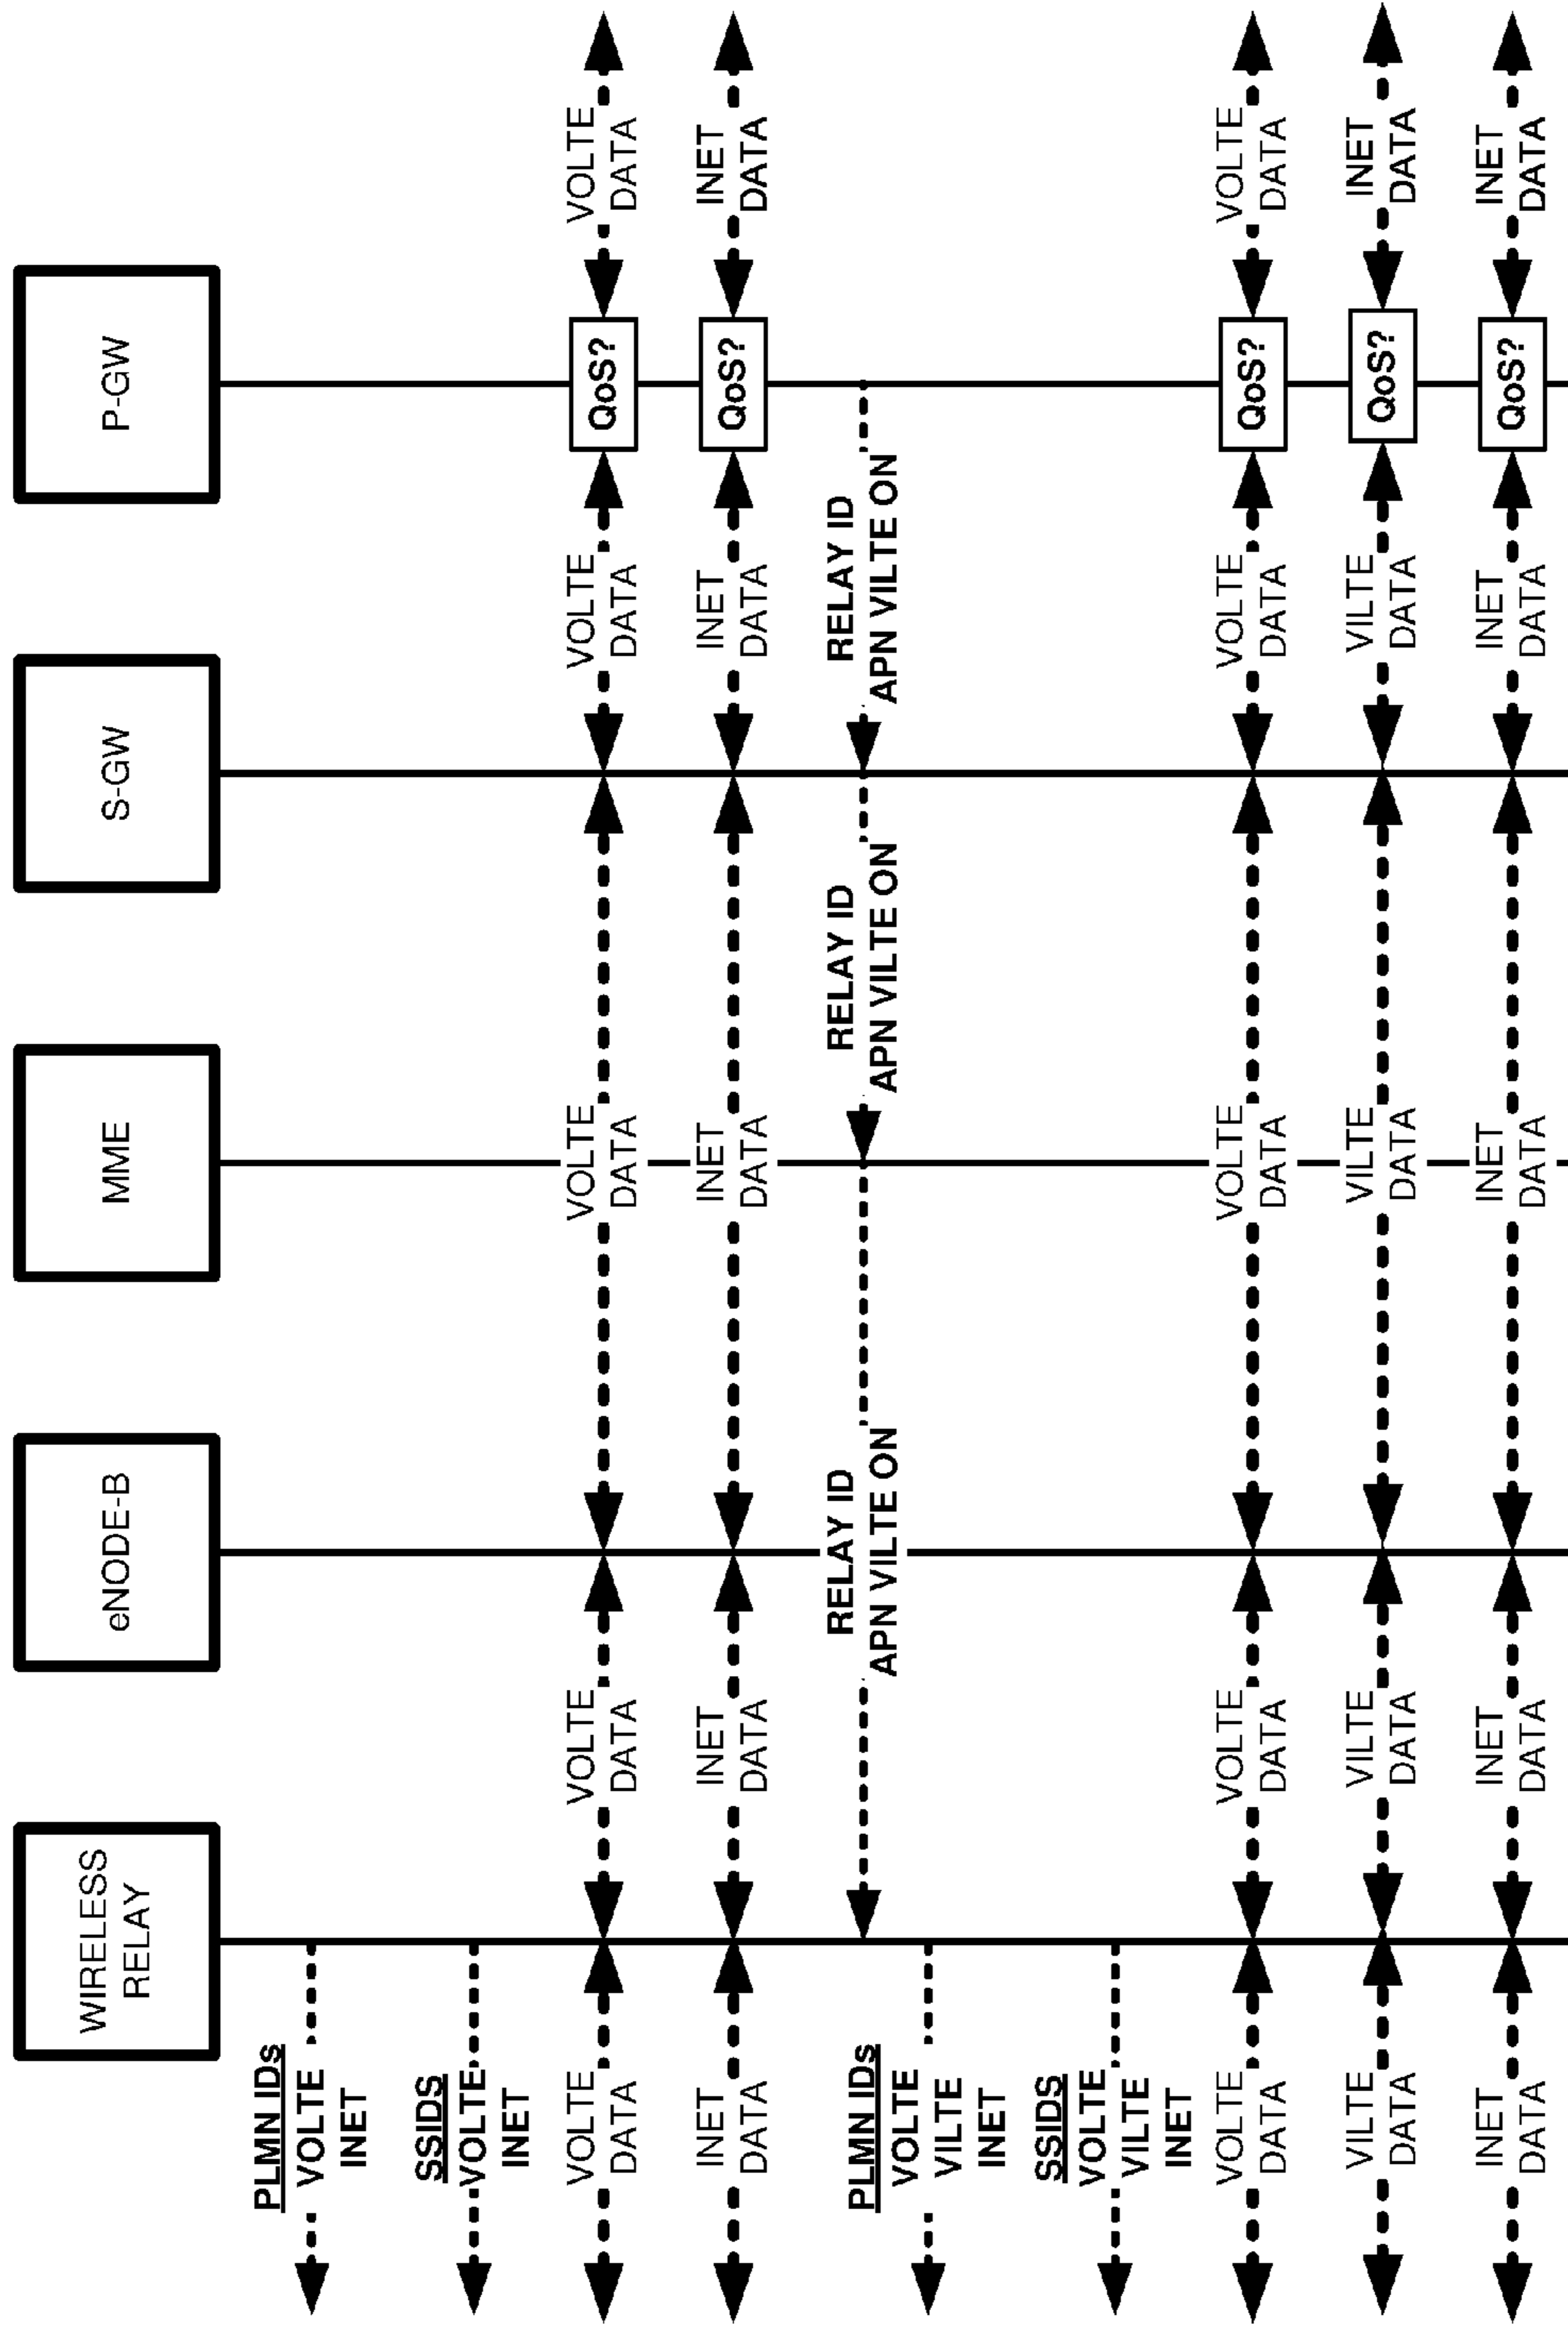 WIRELESS
RELAY
eNODE-B
MME
S-GW
P-GW
PLMN IDs
VOLTE
INET
SSIDS
VOLTE
INET
VOLTE
DATA
VOLTE
DATA
VOLTE
DATA
VOLTE
DATA
QoS?
VOLTE
DATA
INET
DATA
INET
DATA
INET
DATA
INET
DATA
QoS?
INET
DATA
RELAY ID
APN VILTE ON
RELAY ID
APN VILTE ON
RELAY ID
APN VILTE ON
PLMN IDs
VOLTE
VILTE
INET
SSIDS
VOLTE
VILTE
INET
VOLTE
DATA
VOLTE
DATA
VOLTE
DATA
VOLTE
DATA
QoS?
VOLTE
DATA
VILTE
DATA
VILTE
DATA
VILTE
DATA
VILTE
DATA
QoS?
INET
DATA
INET
DATA
INET
DATA
INET
DATA
INET
DATA
QoS?
INET
DATA